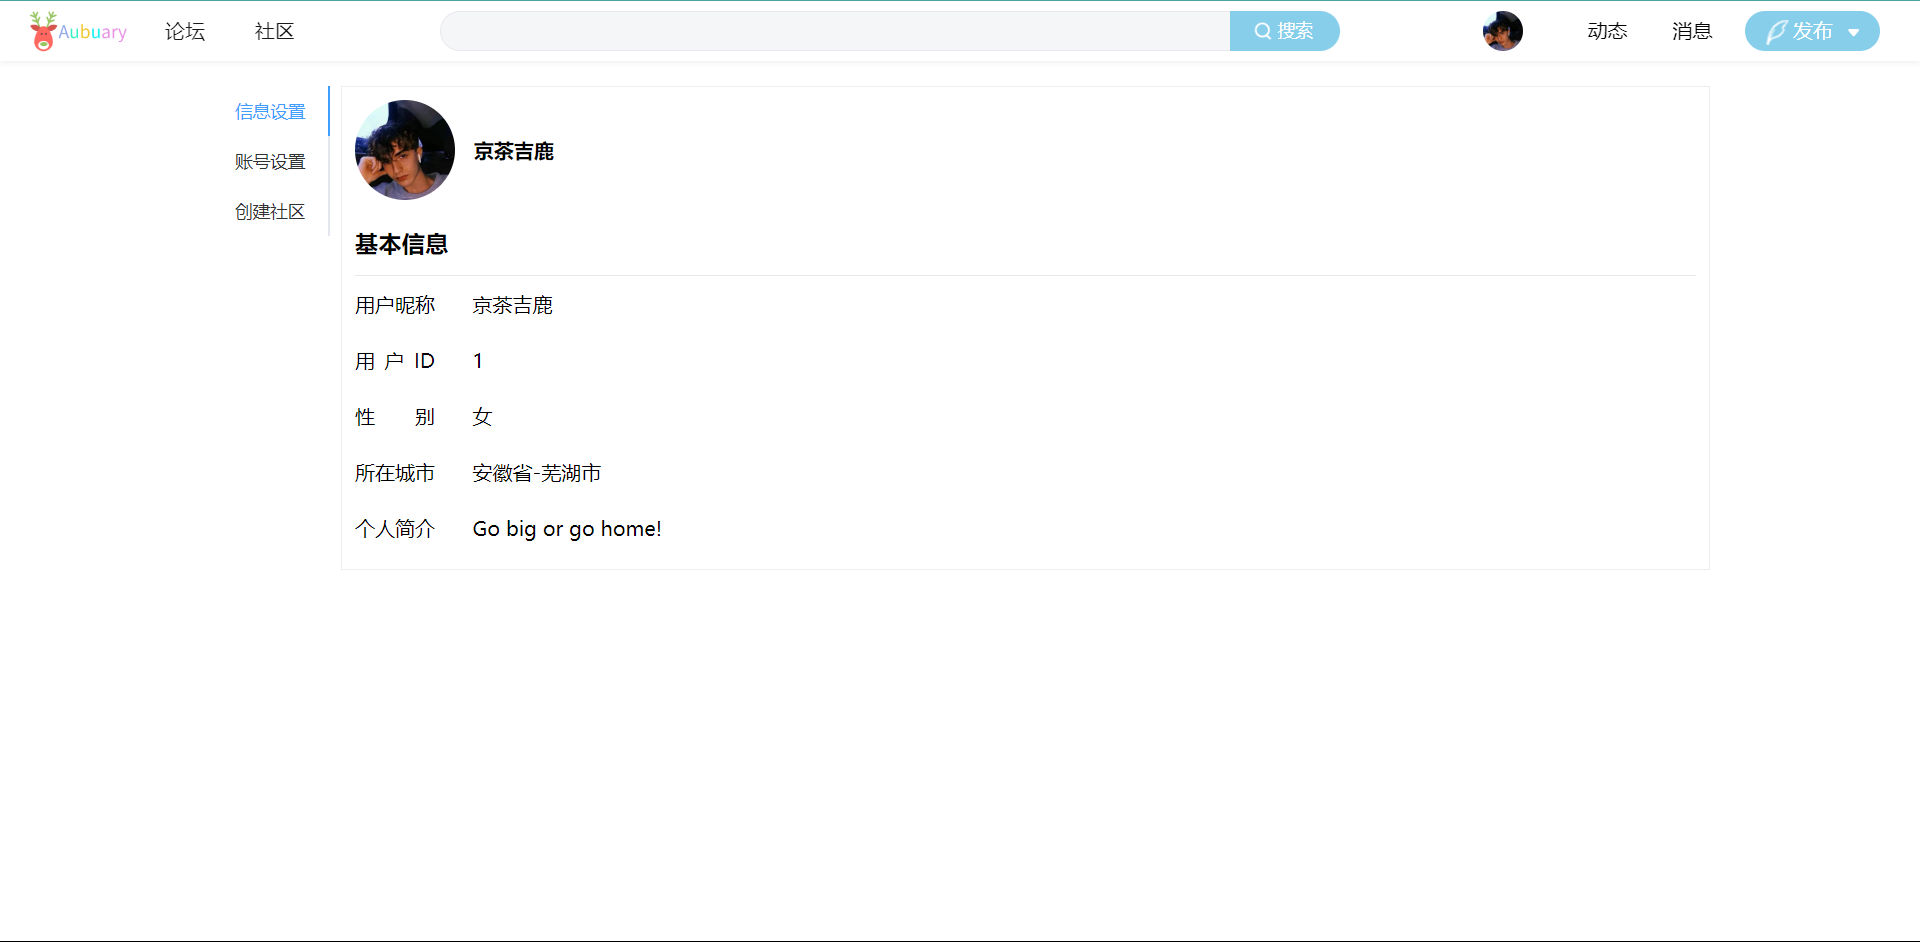 Aubuary 论坛 社区 搜索 动态 消息 发布
信息设置
账号设置
创建社区
京茶吉鹿
基本信息
用户昵称 京茶吉鹿
用户ID 1
性别 女
所在城市 安徽省-芜湖市
个人简介 Go big or go home!